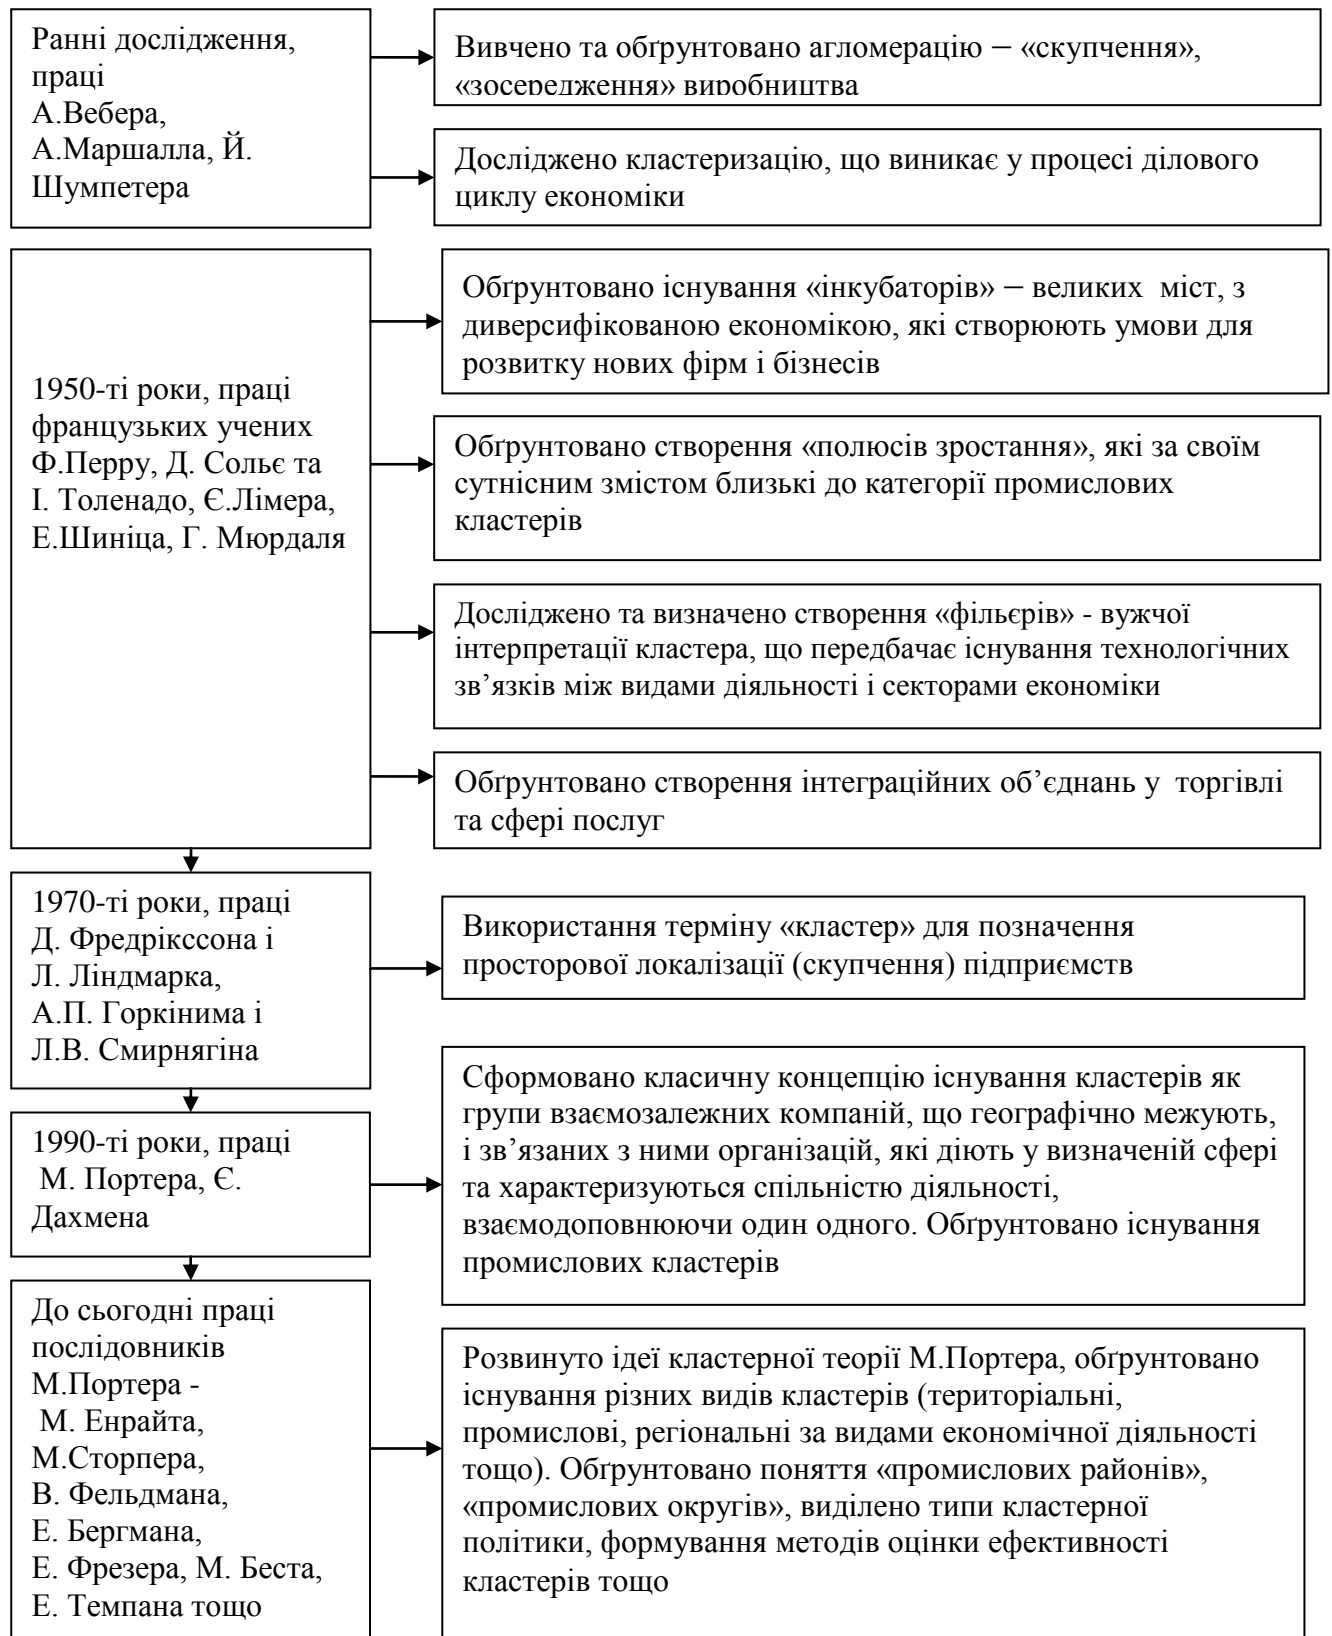 Ранні дослідження,
праці
А.Вебера,
А.Маршалла, Й.
Шумпетера
Вивчено та обґрунтовано агломерацію – «скупчення»,
«зосередження» виробництва
Досліджено кластеризацію, що виникає у процесі ділового
циклу економіки
1950-ті роки, праці
французьких учених
Ф.Перру, Д. Сольє та
І. Толенадо, Є.Лімера,
Е.Шиніца, Г. Мюрдаля
Обґрунтовано існування «інкубаторів» – великих  міст, з
диверсифікованою економікою, які створюють умови для
розвитку нових фірм і бізнесів
Обґрунтовано створення «полюсів зростання», які за своїм
сутнісним змістом близькі до категорії промислових
кластерів
Досліджено та визначено створення «фільєрів» - вужчої
інтерпретації кластера, що передбачає існування технологічних
зв’язків між видами діяльності і секторами економіки
Обґрунтовано створення інтеграційних об’єднань у  торгівлі
та сфері послуг
1970-ті роки, праці
Д. Фредрікссона і
Л. Ліндмарка,
А.П. Горкінима і
Л.В. Смирнягіна
Використання терміну «кластер» для позначення
просторової локалізації (скупчення) підприємств
1990-ті роки, праці
М. Портера, Є.
Дахмена
Сформовано класичну концепцію існування кластерів як
групи взаємозалежних компаній, що географічно межують,
і зв’язаних з ними організацій, які діють у визначеній сфері
та характеризуються спільністю діяльності,
взаємодоповнюючи один одного. Обґрунтовано існування
промислових кластерів
До сьогодні праці
послідовників
М.Портера -
М. Енрайта,
М.Сторпера,
В. Фельдмана,
Е. Бергмана,
Е. Фрезера, М. Беста,
Е. Темпана тощо
Розвинуто ідеї кластерної теорії М.Портера, обґрунтовано
існування різних видів кластерів (територіальні,
промислові, регіональні за видами економічної діяльності
тощо). Обґрунтовано поняття «промислових районів»,
«промислових округів», виділено типи кластерної
політики, формування методів оцінки ефективності
кластерів тощо